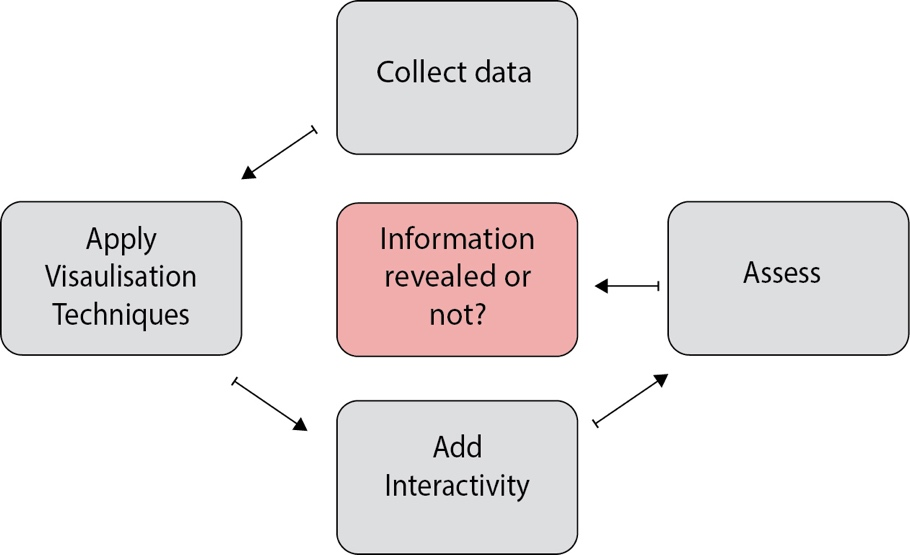 Collect data
Apply
Visaulisation
Techniques
Information
revealed or
not?
Assess
Add
Interactivity